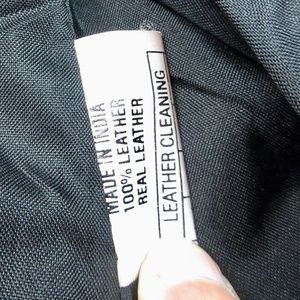 MADE IN INDIA
100% LEATHER
REAL LEATHER
LEATHER CLEANING